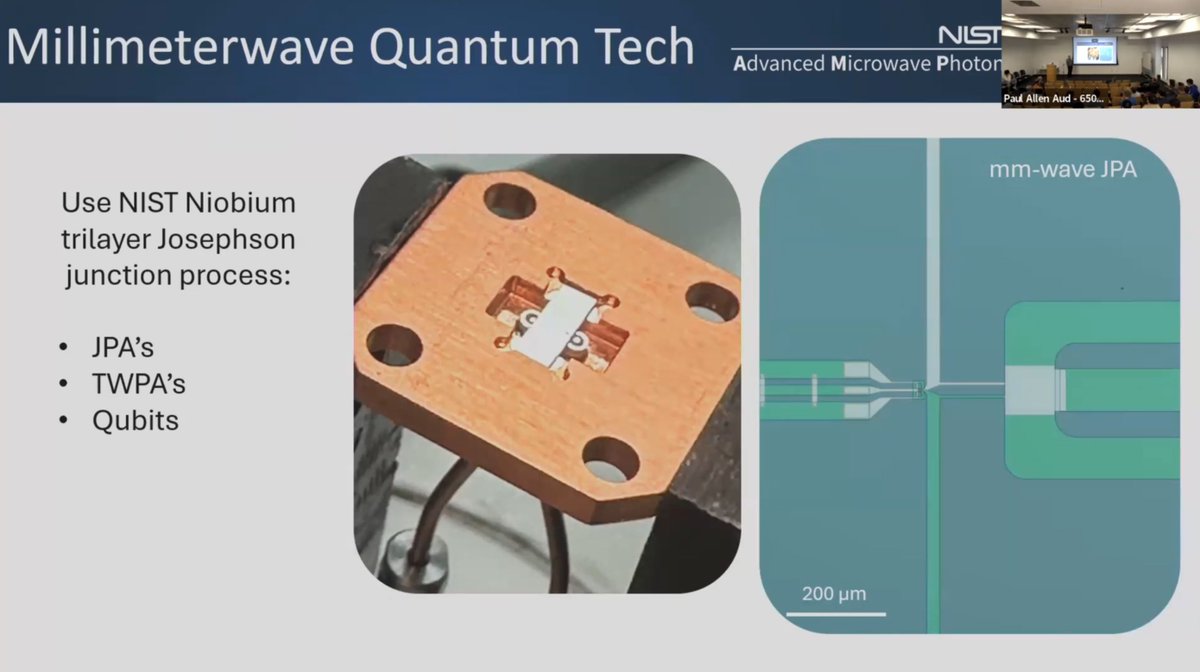 Millimeterwave Quantum Tech
NIST
Advanced Microwave Photon
Paul Allen Aud - 650...
Use NIST Niobium
trilayer Josephson
junction process:
• JPA's
• TWPA's
• Qubits
mm-wave JPA
200 µm